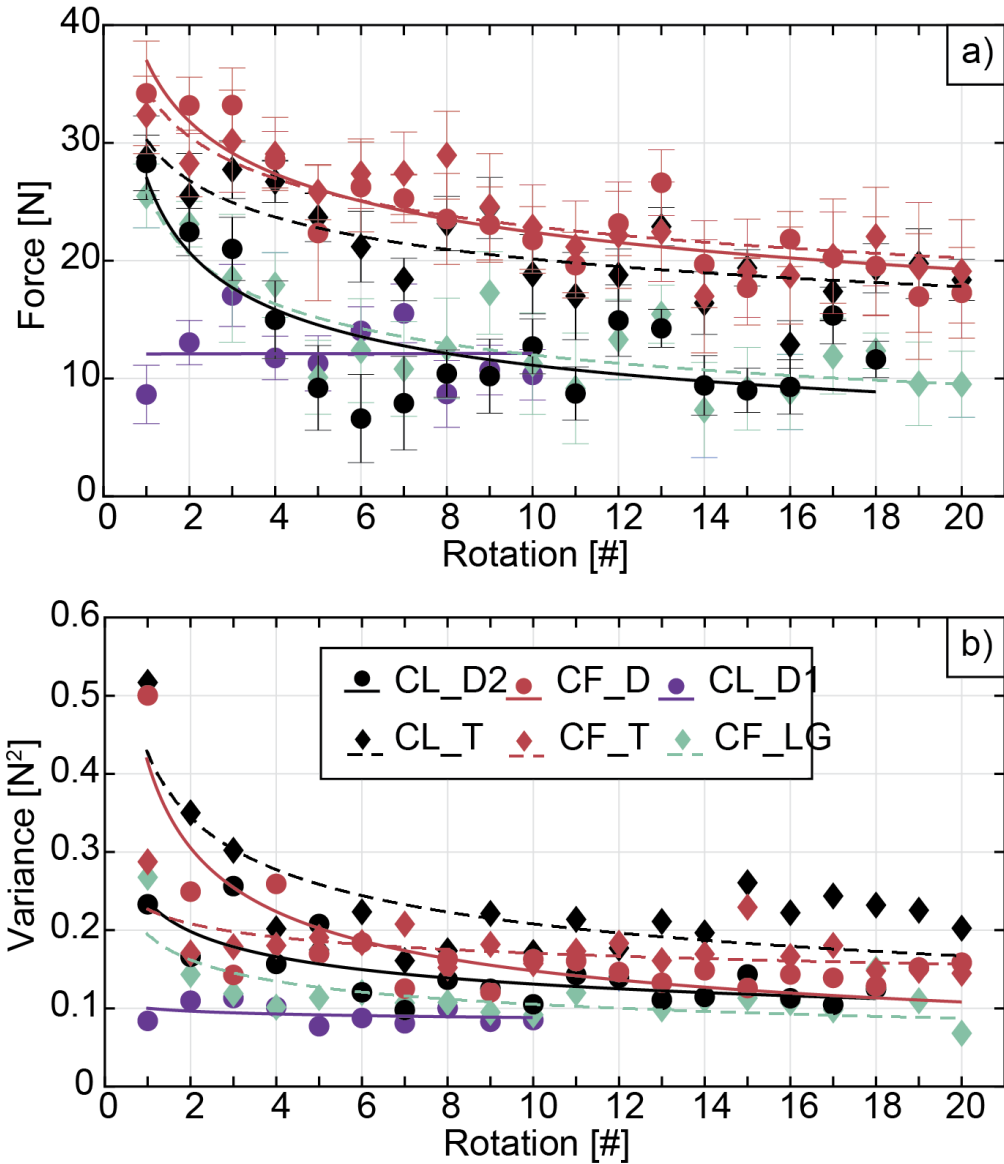 a)
40
30
20
10
0
Force [N]
0 2 4 6 8 10 12 14 16 18 20
Rotation [#]
b)
0.6
0.5
0.4
0.3
0.2
0.1
0
Variance [N²]
CL_D2 CF_D CL_D1
CL_T CF_T CF_LG
0 2 4 6 8 10 12 14 16 18 20
Rotation [#]